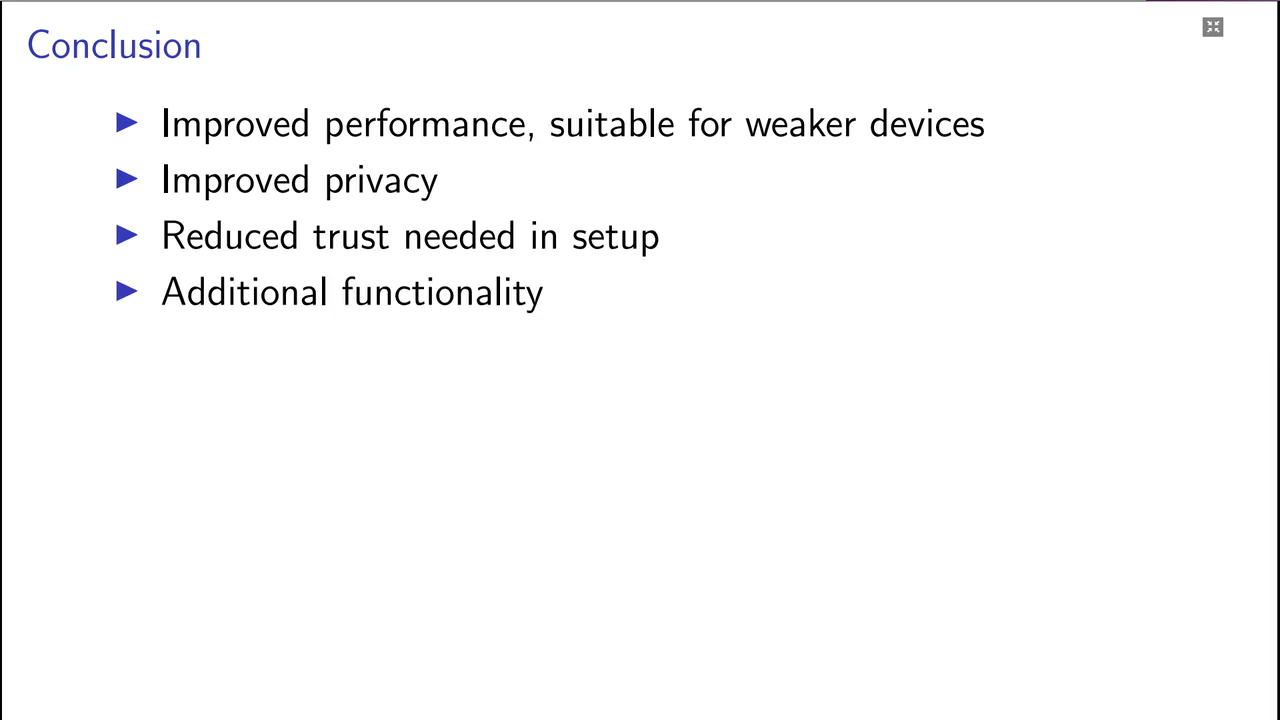 Conclusion
Improved performance, suitable for weaker devices
Improved privacy
Reduced trust needed in setup
Additional functionality